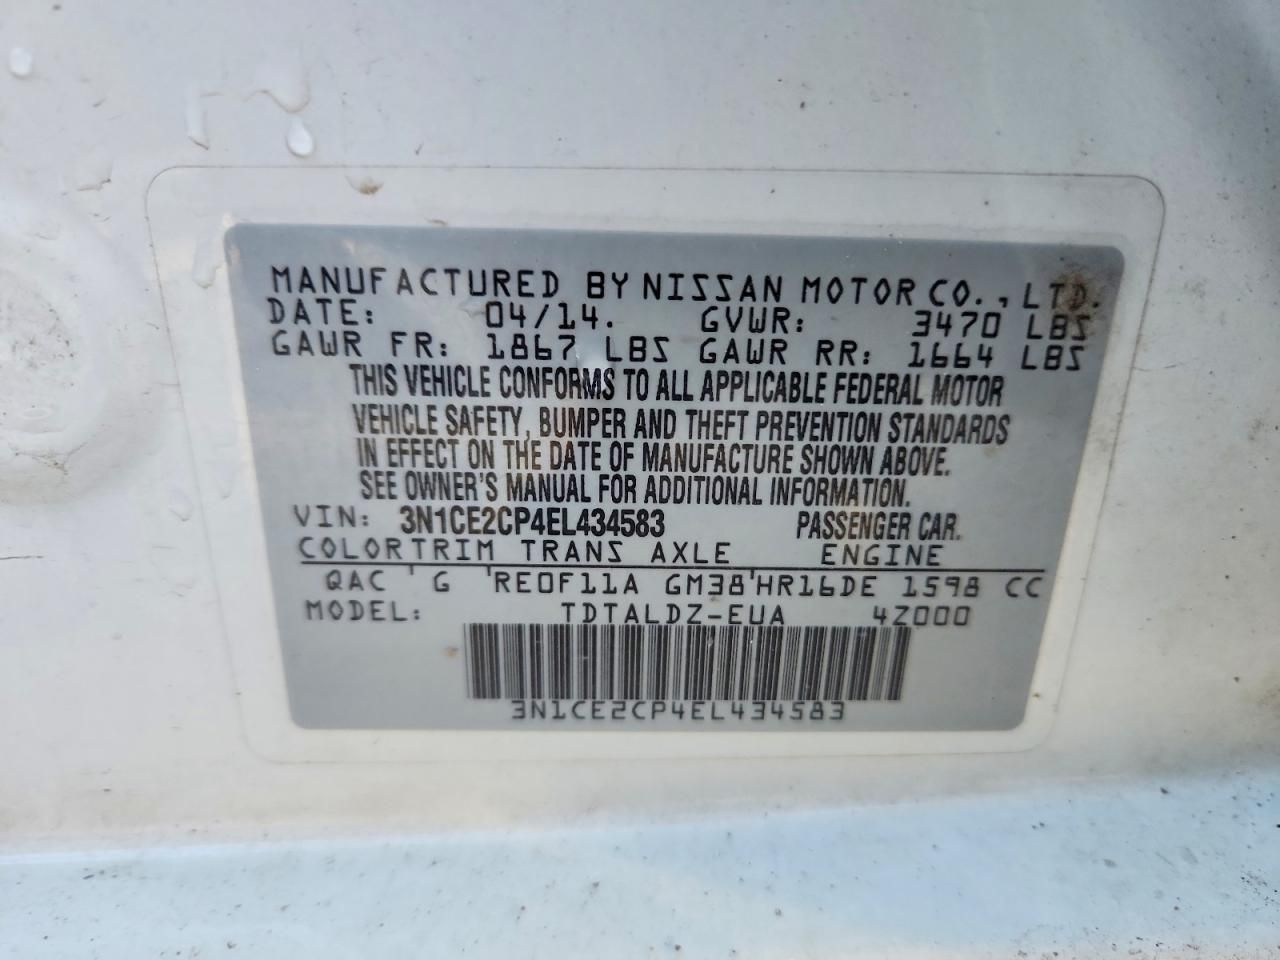 MANUFACTURED BY NISSAN MOTOR CO., LTD.
DATE: 04/14. GVWR: 3470 LBS
GAWR FR: 1867 LBS GAWR RR: 1664 LBS
THIS VEHICLE CONFORMS TO ALL APPLICABLE FEDERAL MOTOR
VEHICLE SAFETY, BUMPER AND THEFT PREVENTION STANDARDS
IN EFFECT ON THE DATE OF MANUFACTURE SHOWN ABOVE.
SEE OWNER'S MANUAL FOR ADDITIONAL INFORMATION.
VIN: 3N1CE2CP4EL434583 PASSENGER CAR.
COLOR TRIM TRANS AXLE ENGINE
QAC ' G ' RE0F11A GM38 ' HR16DE 1598 CC
MODEL: TDTALDZ-EUA 4Z000
3N1CE2CP4EL434583